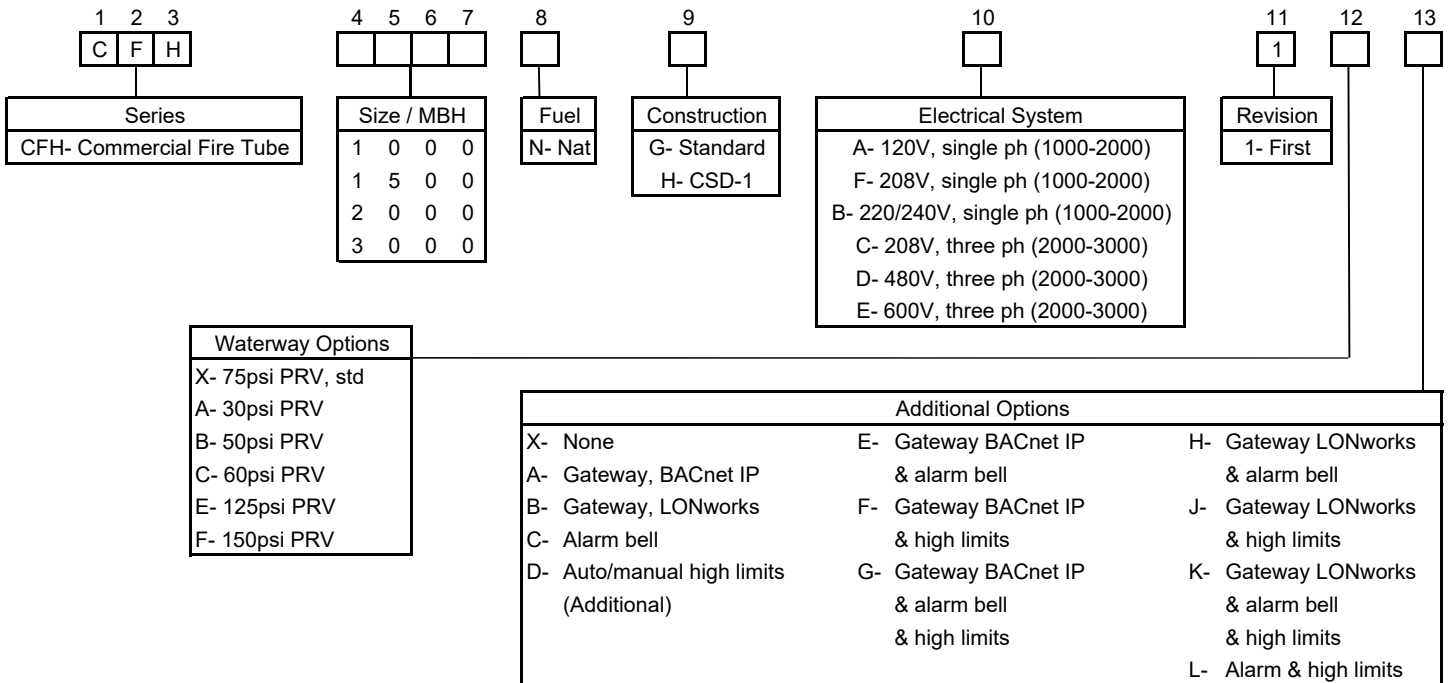 1 2 3 4 5 6 7 8 9 10 11 12 13
C F H 1
Series
CFH- Commercial Fire Tube
Size / MBH
1 0 0 0
1 5 0 0
2 0 0 0
3 0 0 0
Fuel
N- Nat
Construction
G- Standard
H- CSD-1
Electrical System
A- 120V, single ph (1000-2000)
F- 208V, single ph (1000-2000)
B- 220/240V, single ph (1000-2000)
C- 208V, three ph (2000-3000)
D- 480V, three ph (2000-3000)
E- 600V, three ph (2000-3000)
Revision
1- First
Waterway Options
X- 75psi PRV, std
A- 30psi PRV
B- 50psi PRV
C- 60psi PRV
E- 125psi PRV
F- 150psi PRV
Additional Options
X- None
A- Gateway, BACnet IP
B- Gateway, LONworks
C- Alarm bell
D- Auto/manual high limits
(Additional)
E- Gateway BACnet IP
& alarm bell
F- Gateway BACnet IP
& high limits
G- Gateway BACnet IP
& alarm bell
& high limits
H- Gateway LONworks
& alarm bell
J- Gateway LONworks
& high limits
K- Gateway LONworks
& alarm bell
& high limits
L- Alarm & high limits